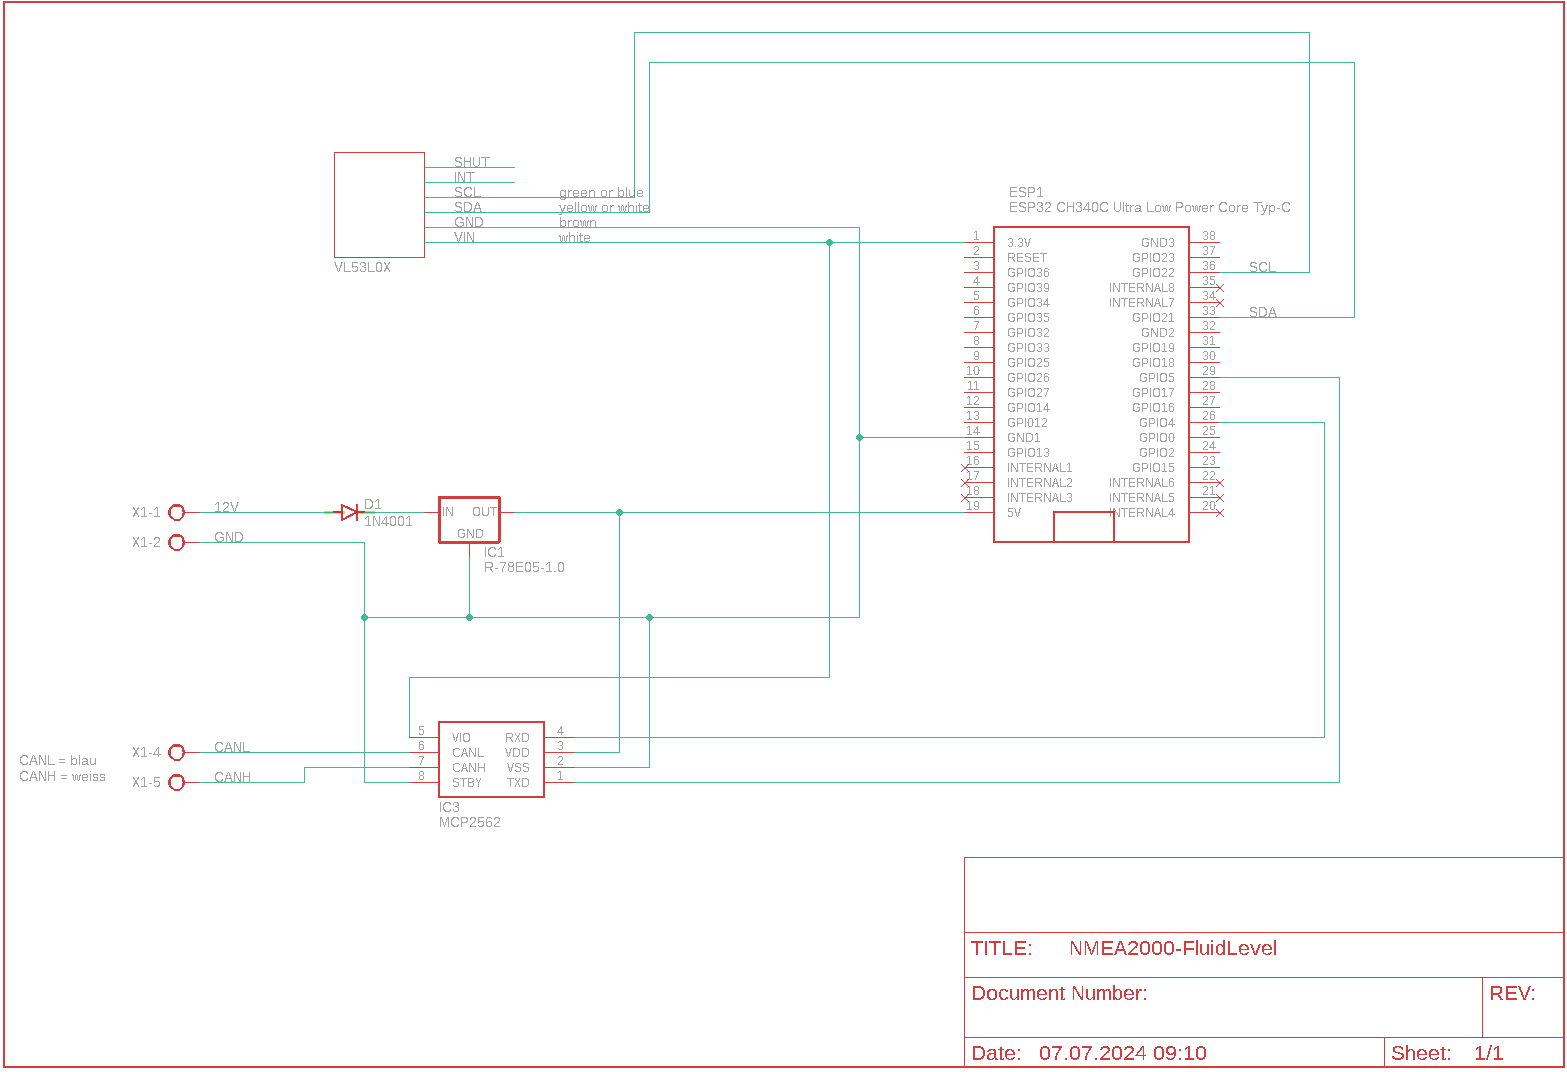 SHUT
INT
SCL green or blue
SDA yellow or white
GND brown
VIN white
VL53L0X
ESP1
ESP32 CH340C Ultra Low Power Core Typ-C
1 3.3V GND3 38
2 RESET GPIO23 37
3 GPIO36 GPIO22 36 SCL
4 GPIO39 INTERNAL8 35
5 GPIO34 INTERNAL7 34
6 GPIO35 GPIO21 33 SDA
7 GPIO32 GND2 32
8 GPIO33 GPIO19 31
9 GPIO25 GPIO18 30
10 GPIO26 GPIO5 29
11 GPIO27 GPIO17 28
12 GPIO14 GPIO16 27
13 GPI012 GPIO4 26
14 GND1 GPIO0 25
15 GPIO13 GPIO2 24
16 INTERNAL1 GPIO15 23
17 INTERNAL2 INTERNAL6 22
18 INTERNAL3 INTERNAL5 21
19 5V INTERNAL4 20
X1-1 12V
D1
1N4001
IN OUT
GND
IC1
R-78E05-1.0
X1-2 GND
CANL = blau
CANH = weiss
X1-4 CANL
X1-5 CANH
5 VIO RXD 4
6 CANL VDD 3
7 CANH VSS 2
8 STBY TXD 1
IC3
MCP2562
TITLE: NMEA2000-FluidLevel
Document Number: REV:
Date: 07.07.2024 09:10 Sheet: 1/1